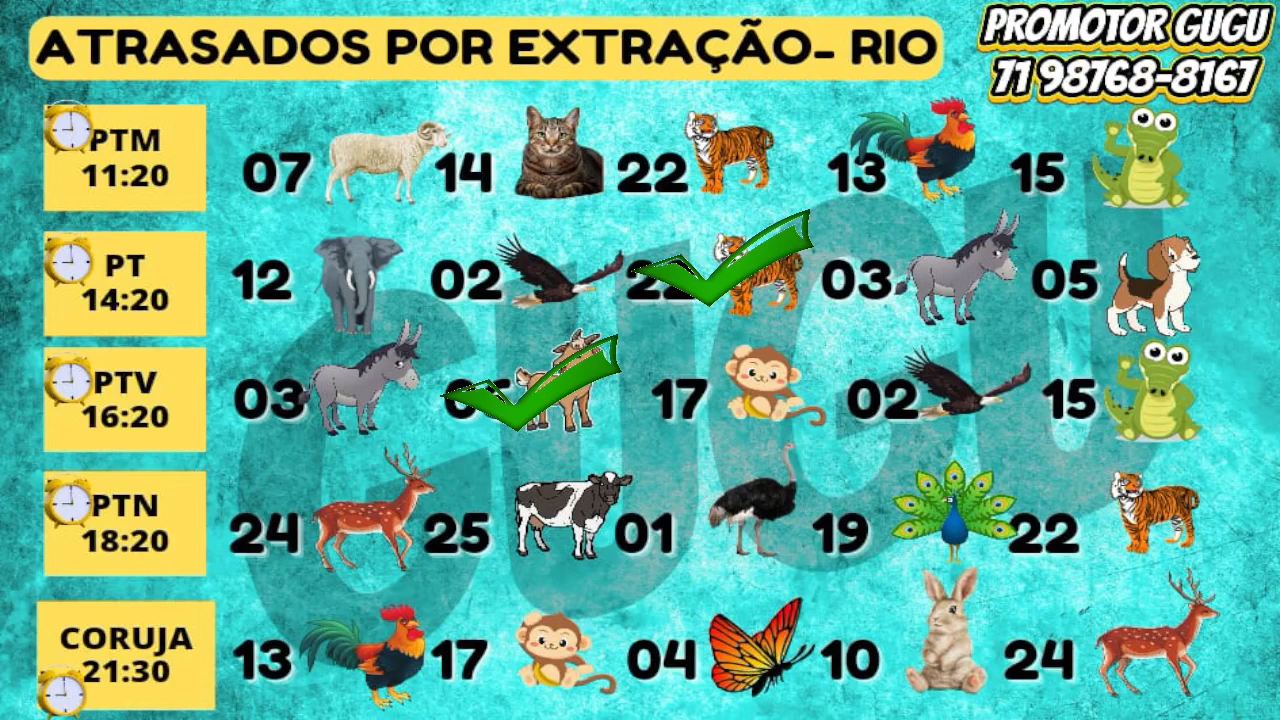 ATRASADOS POR EXTRAÇÃO- RIO
PROMOTOR GUGU
71 98768-8167
PTM
11:20
07 14 22 13 15
PT
14:20
12 02 22 03 05
PTV
16:20
03 17 02 15
PTN
18:20
24 25 01 19 22
CORUJA
21:30
13 17 04 10 24
GUGU